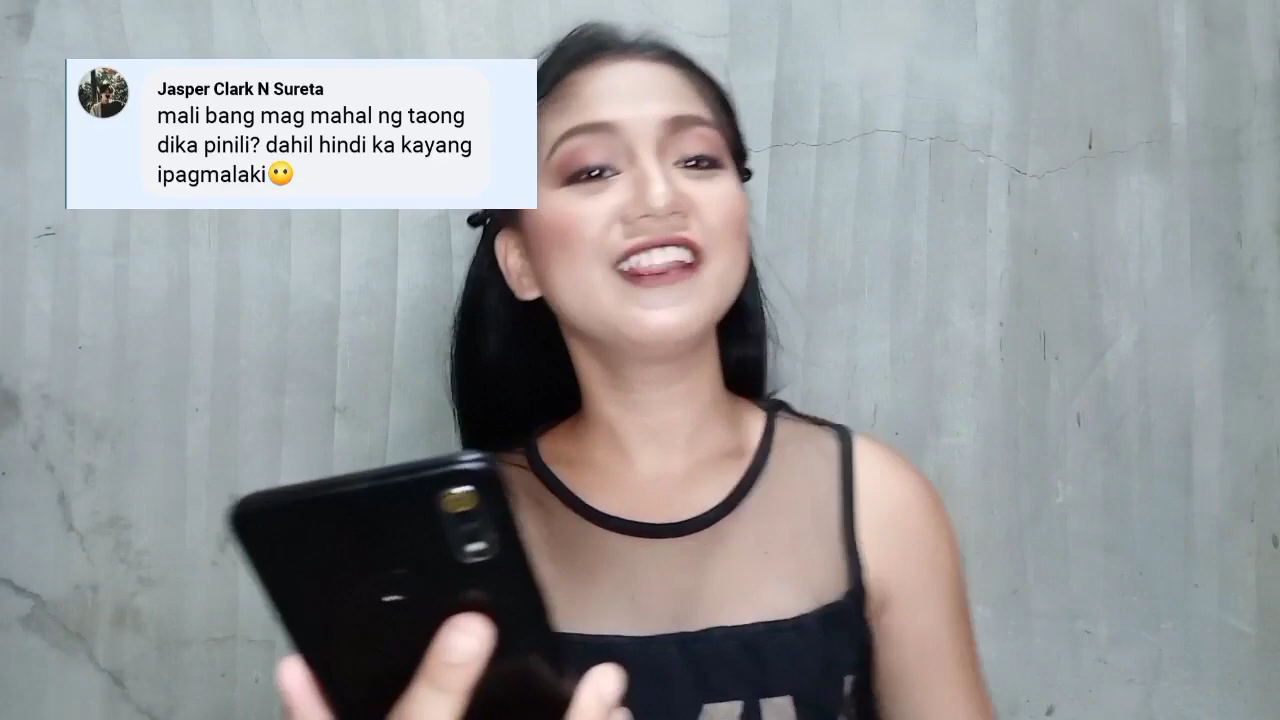 Jasper Clark N Sureta
mali bang mag mahal ng taong
dika pinili? dahil hindi ka kayang
ipagmalaki😶